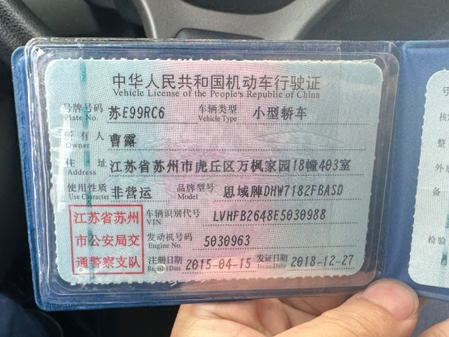 中华人民共和国机动车行驶证
Vehicle License of the People's Republic of China
号牌号码 苏E99RC6 车辆类型 小型轿车
Plate No. Vehicle Type
所有人 曹露
Owner
住址 江苏省苏州市虎丘区万枫家园18幢403室
Address
使用性质 非营运 品牌型号 思域牌DHW7182FBASD
Use Character Model
江苏省苏州 车辆识别代号 LVHFB2648E5030988
VIN
市公安局交 发动机号码 5030963
Engine No.
通警察支队 注册日期 2015-04-15 发证日期 2018-12-27
Register Date Issue Date